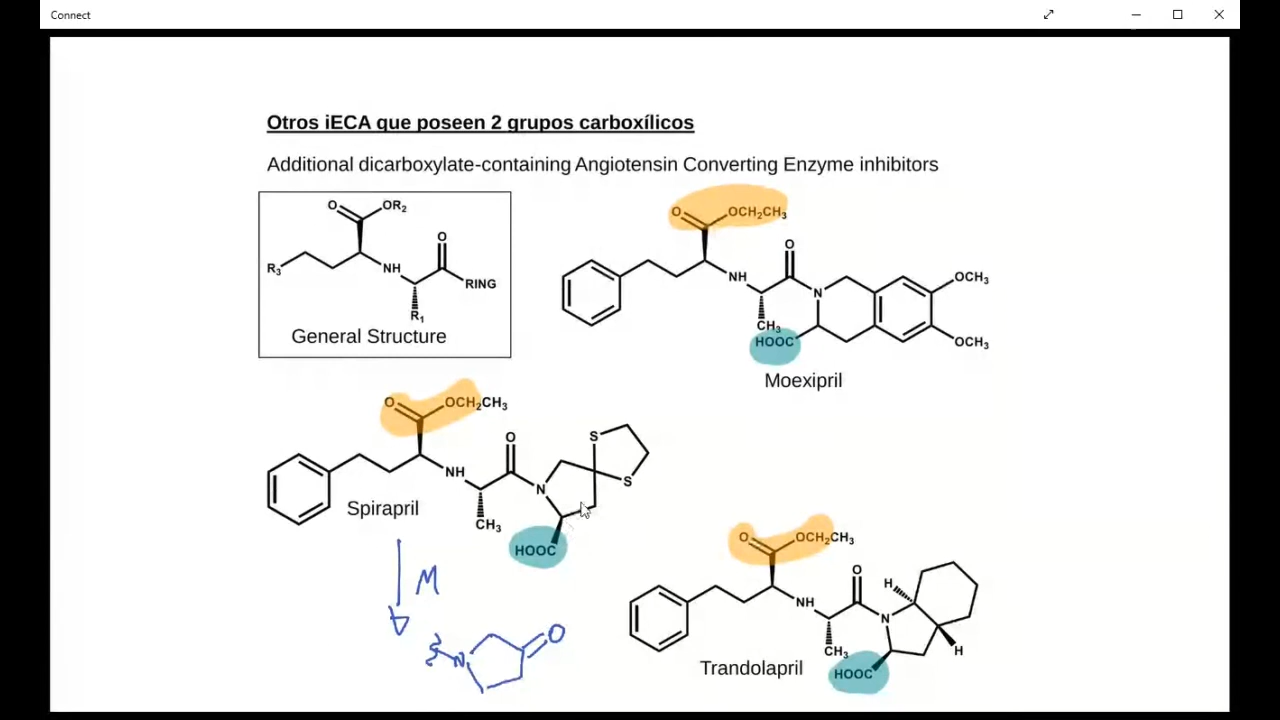 Connect
Otros iECA que poseen 2 grupos carboxílicos
Additional dicarboxylate-containing Angiotensin Converting Enzyme inhibitors
O
OR2
O
R3
NH
RING
R1
General Structure
O
OCH2CH3
O
NH
N
OCH3
CH3
HOOC
OCH3
Moexipril
O
OCH2CH3
O
S
NH
N
S
Spirapril
CH3
HOOC
M
N
O
O
OCH2CH3
O
H
NH
N
CH3
H
HOOC
Trandolapril